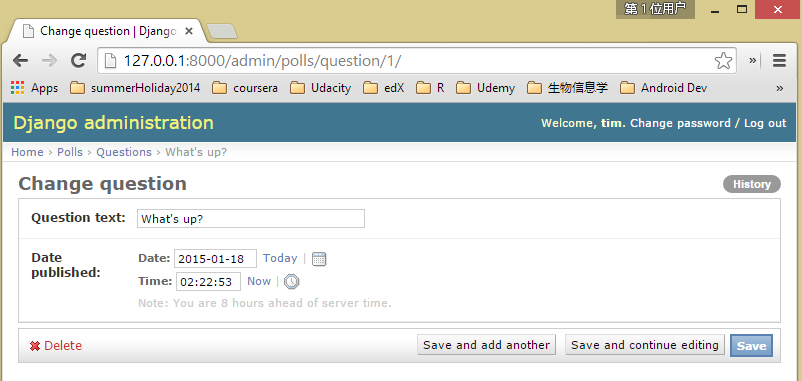 第 1 位用户
Change question | Django
127.0.0.1:8000/admin/polls/question/1/
Apps summerHoliday2014 coursera Udacity edX R Udemy 生物信息学 Android Dev »
Django administration Welcome, tim. Change password / Log out
Home › Polls › Questions › What's up?
Change question History
Question text: What's up?
Date published: Date: 2015-01-18 Today |
Time: 02:22:53 Now |
Note: You are 8 hours ahead of server time.
Delete Save and add another Save and continue editing Save